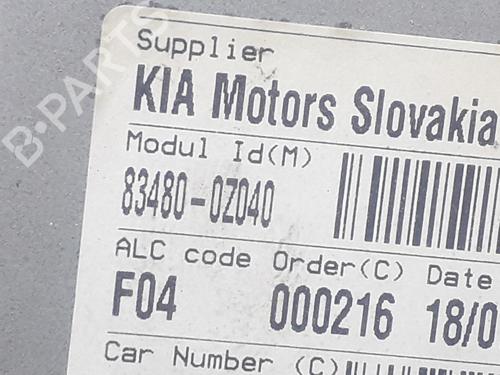 Supplier
KIA Motors Slovakia
Modul Id(M)
83480-0Z040
ALC code Order(C) Date
F04 000216 18/0
Car Number (C)
B-PARTS